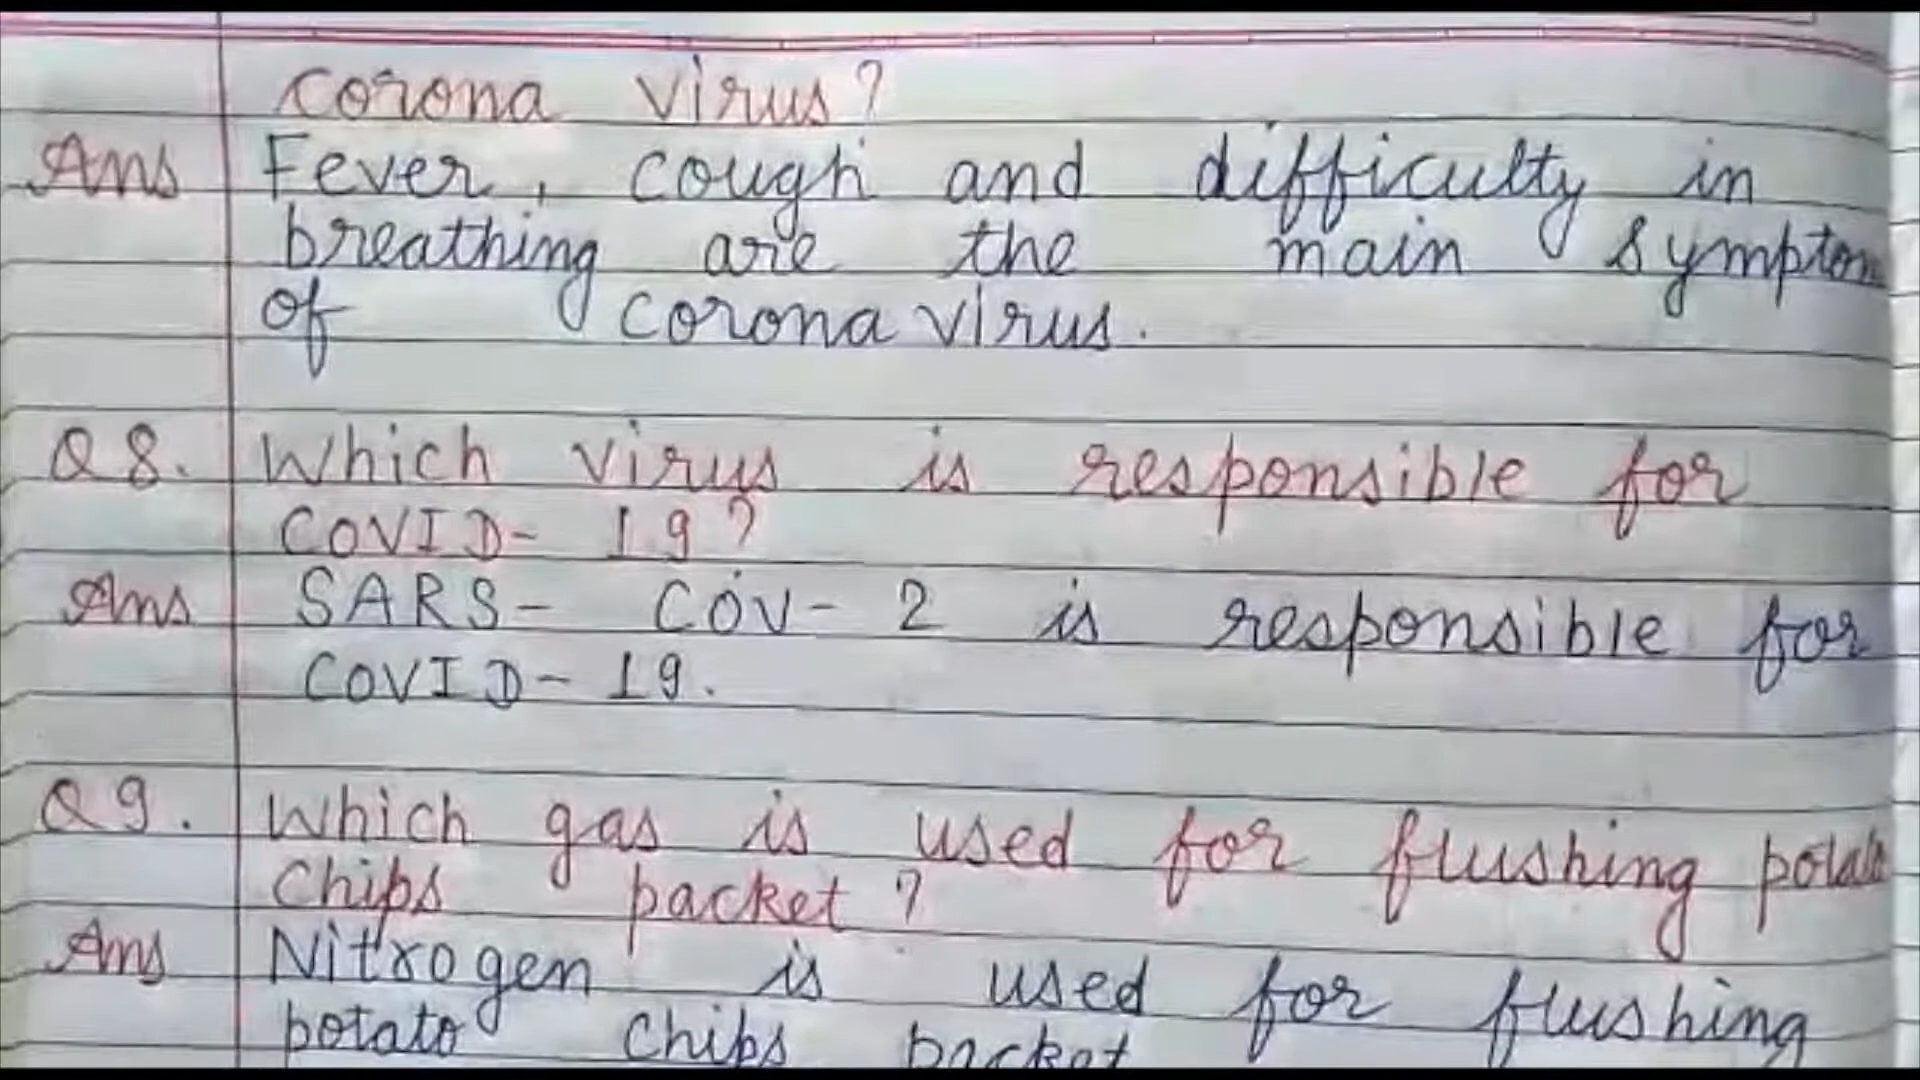 corona virus?
Ans Fever, cough and difficulty in
breathing are the main symptom
of corona virus.
Q8. Which virus is responsible for
COVID- 19?
Ans SARS- COV- 2 is responsible for
COVID- 19.
Q9. Which gas is used for flushing potato
Chips packet?
Ans Nitrogen is used for flushing
potato Chips packet